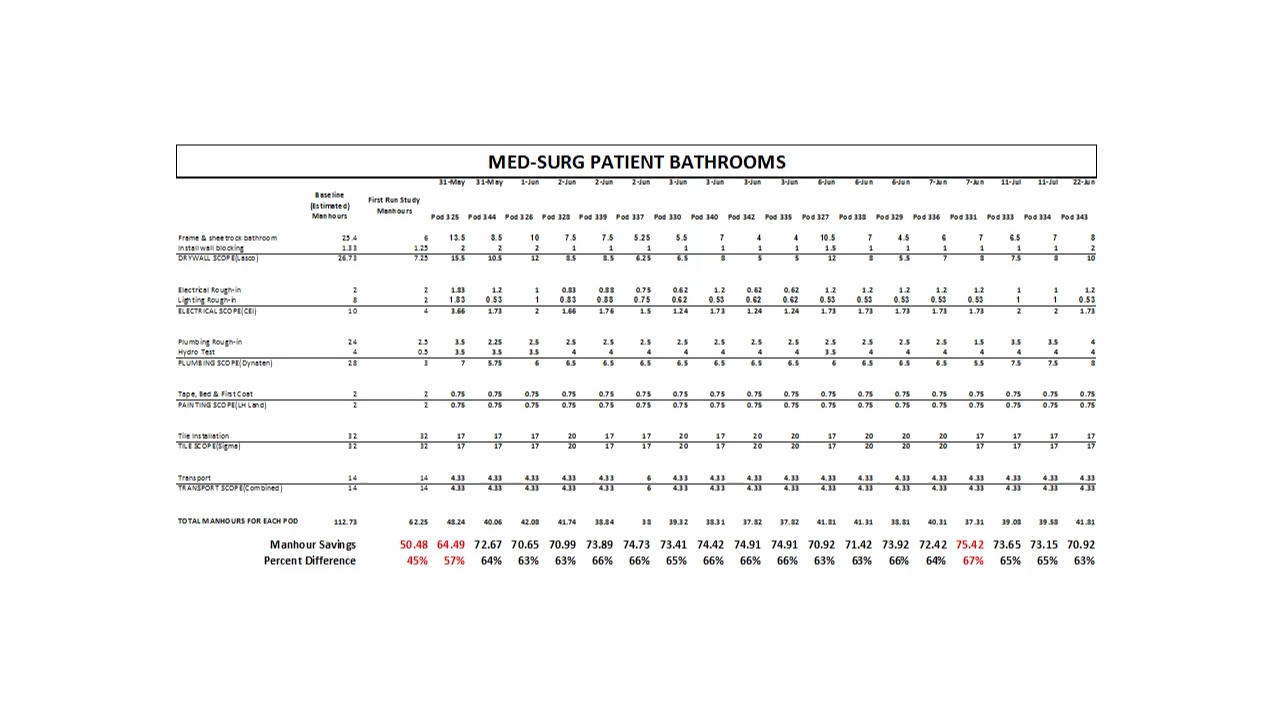 MED-SURG PATIENT BATHROOMS
31-May 31-May 1-Jun 2-Jun 2-Jun 2-Jun 3-Jun 3-Jun 3-Jun 3-Jun 6-Jun 6-Jun 6-Jun 7-Jun 7-Jun 11-Jul 11-Jul 22-Jun
Baseline (Estimated) Manhours First Run Study Manhours Pod 325 Pod 344 Pod 326 Pod 328 Pod 339 Pod 337 Pod 330 Pod 340 Pod 342 Pod 335 Pod 327 Pod 338 Pod 329 Pod 336 Pod 331 Pod 333 Pod 334 Pod 343
Frame & sheetrock bathroom 25.4 6 13.5 8.5 10 7.5 7.5 5.25 5.5 7 4 4 10.5 7 4.5 6 7 6.5 7 8
Install wall blocking 1.33 1.25 2 2 2 1 1 1 1 1 1 1 1.5 1 1 1 1 1 1 2
DRYWALL SCOPE(Lasco) 26.73 7.25 15.5 10.5 12 8.5 8.5 6.25 6.5 8 5 5 12 8 5.5 7 8 7.5 8 10
Electrical Rough-in 2 2 1.83 1.2 1 0.83 0.88 0.75 0.62 1.2 0.62 0.62 1.2 1.2 1.2 1.2 1.2 1 1 1.2
Lighting Rough-in 8 2 1.83 0.53 1 0.83 0.88 0.75 0.62 0.53 0.62 0.62 0.53 0.53 0.53 0.53 0.53 1 1 0.53
ELECTRICAL SCOPE(CEI) 10 4 3.66 1.73 2 1.66 1.76 1.5 1.24 1.73 1.24 1.24 1.73 1.73 1.73 1.73 1.73 2 2 1.73
Plumbing Rough-in 24 2.5 3.5 2.25 2.5 2.5 2.5 2.5 2.5 2.5 2.5 2.5 2.5 2.5 2.5 2.5 1.5 3.5 3.5 4
Hydro Test 4 0.5 3.5 3.5 3.5 4 4 4 4 4 4 4 3.5 4 4 4 4 4 4 4
PLUMBING SCOPE(Dynaten) 28 3 7 5.75 6 6.5 6.5 6.5 6.5 6.5 6.5 6.5 6 6.5 6.5 6.5 5.5 7.5 7.5 8
Tape, Bed & First Coat 2 2 0.75 0.75 0.75 0.75 0.75 0.75 0.75 0.75 0.75 0.75 0.75 0.75 0.75 0.75 0.75 0.75 0.75 0.75
PAINTING SCOPE(LH Land) 2 2 0.75 0.75 0.75 0.75 0.75 0.75 0.75 0.75 0.75 0.75 0.75 0.75 0.75 0.75 0.75 0.75 0.75 0.75
Tile Installation 32 32 17 17 17 20 17 17 20 17 20 20 17 20 20 20 17 17 17 17
TILE SCOPE(Sigma) 32 32 17 17 17 20 17 17 20 17 20 20 17 20 20 20 17 17 17 17
Transport 14 14 4.33 4.33 4.33 4.33 4.33 6 4.33 4.33 4.33 4.33 4.33 4.33 4.33 4.33 4.33 4.33 4.33 4.33
TRANSPORT SCOPE(Combined) 14 14 4.33 4.33 4.33 4.33 4.33 6 4.33 4.33 4.33 4.33 4.33 4.33 4.33 4.33 4.33 4.33 4.33 4.33
TOTAL MANHOURS FOR EACH POD 112.73 62.25 48.24 40.06 42.08 41.74 38.84 38 39.32 38.31 37.82 37.82 41.81 41.31 38.81 40.31 37.31 39.08 39.58 41.81
Manhour Savings 50.48 64.49 72.67 70.65 70.99 73.89 74.73 73.41 74.42 74.91 74.91 70.92 71.42 73.92 72.42 75.42 73.65 73.15 70.92
Percent Difference 45% 57% 64% 63% 63% 66% 66% 65% 66% 66% 66% 63% 63% 66% 64% 67% 65% 65% 63%